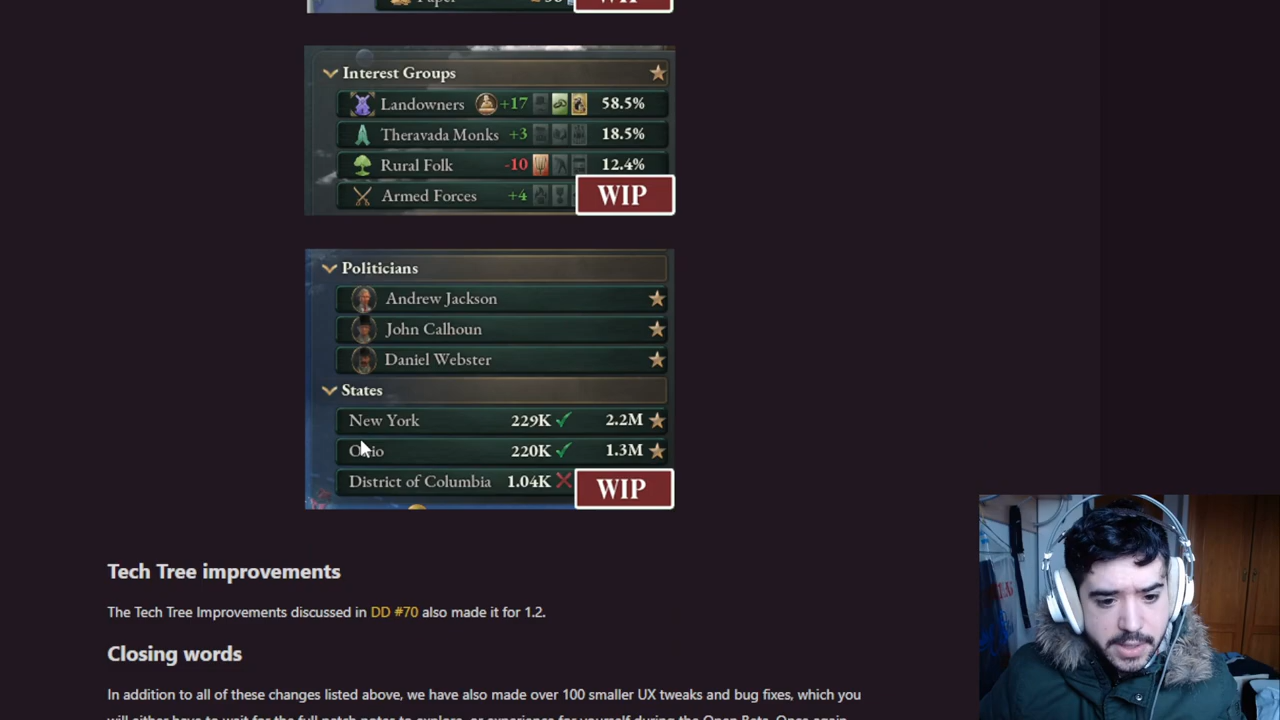 WIP
Interest Groups
Landowners +17 58.5%
Theravada Monks +3 18.5%
Rural Folk -10 12.4%
Armed Forces +4
WIP
Politicians
Andrew Jackson
John Calhoun
Daniel Webster
States
New York 229K 2.2M
Ohio 220K 1.3M
District of Columbia 1.04K
WIP
Tech Tree improvements
The Tech Tree Improvements discussed in DD #70 also made it for 1.2.
Closing words
In addition to all of these changes listed above, we have also made over 100 smaller UX tweaks and bug fixes, which you